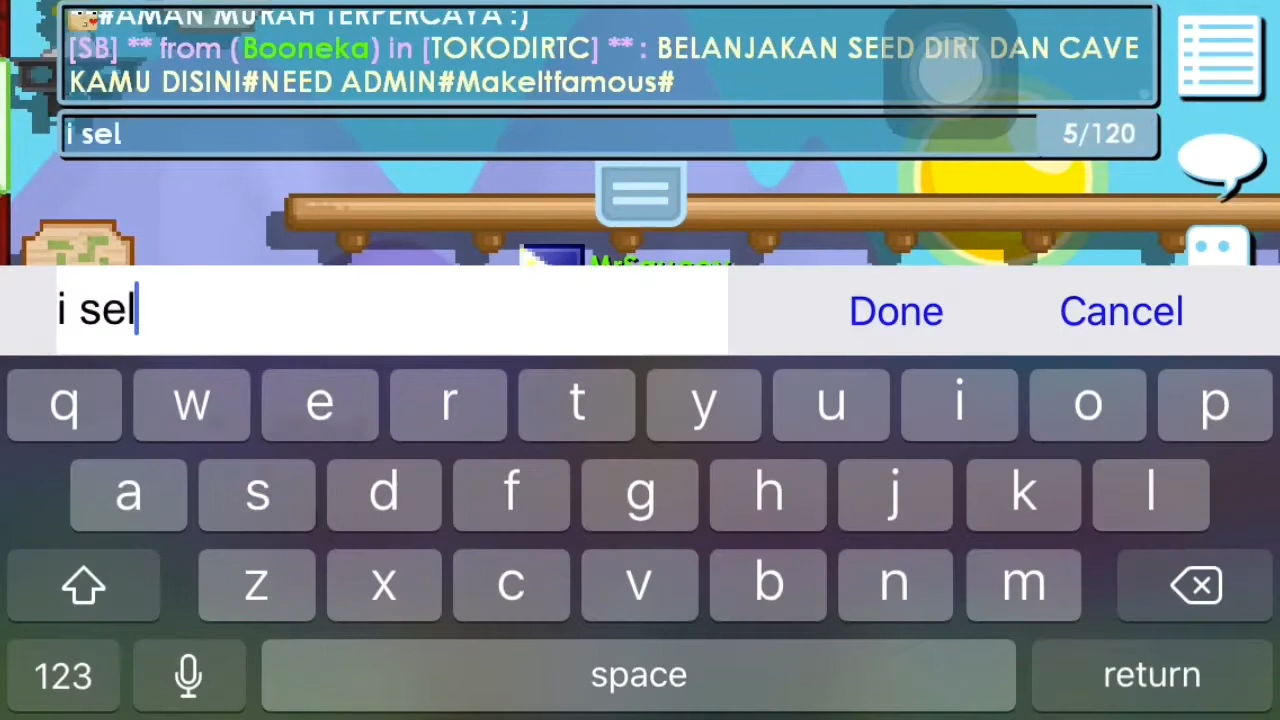 #AMAN MURAH TERPERCAYA :)
[SB] ** from (Booneka) in [TOKODIRTC] ** : BELANJAKAN SEED DIRT DAN CAVE
KAMU DISINI#NEED ADMIN#MakeItfamous#
i sel 5/120
i sel Done Cancel
q w e r t y u i o p
a s d f g h j k l
z x c v b n m
123 space return